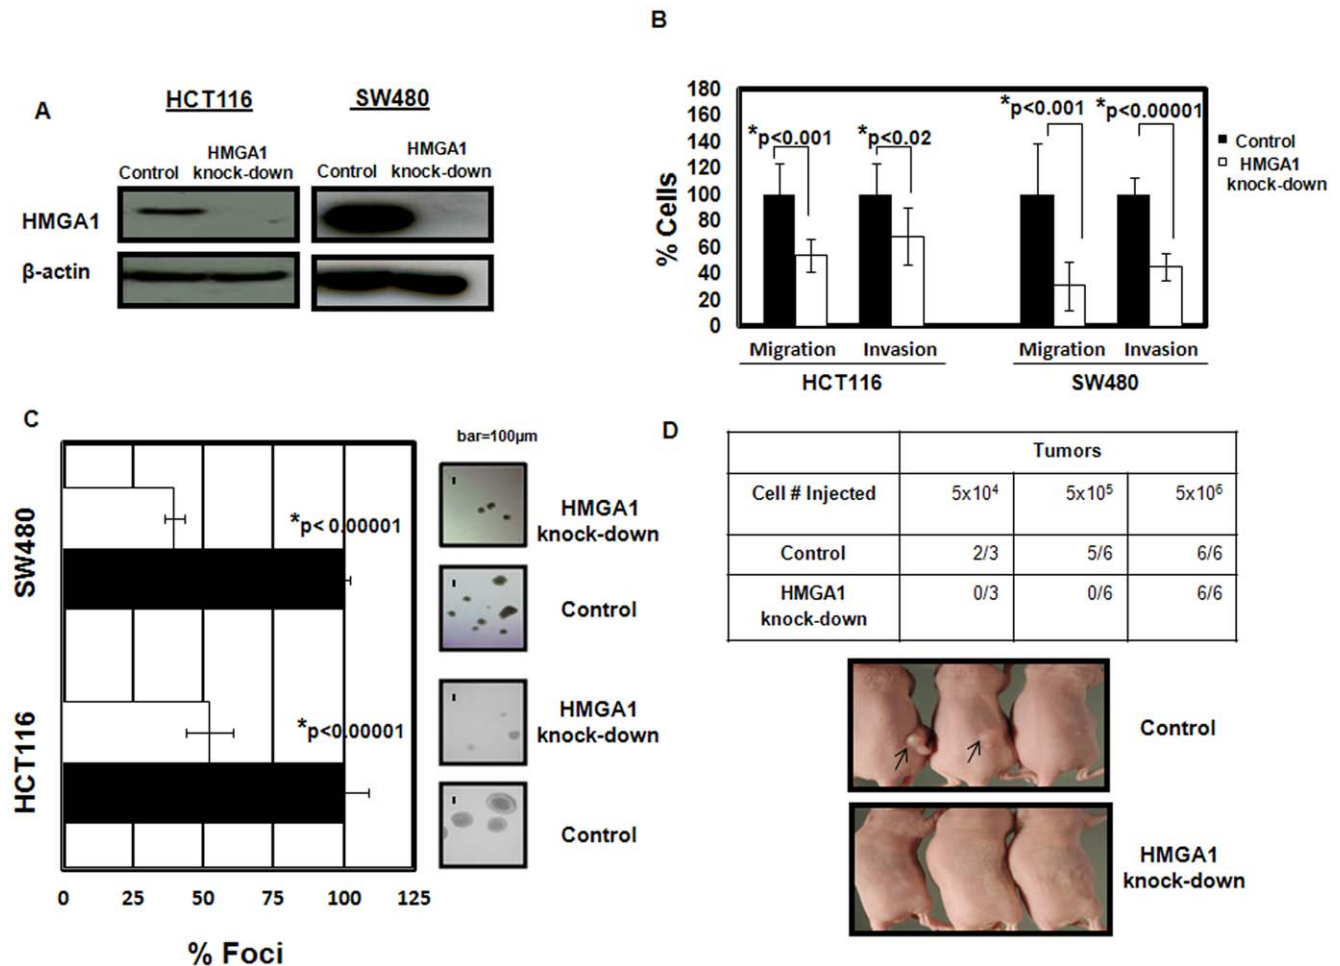 A
HCT116 SW480
Control HMGA1 knock-down Control HMGA1 knock-down
HMGA1
β-actin
B
180
160
140
120
100
80
60
40
20
0
% Cells
*p<0.001
*p<0.02
*p<0.001
*p<0.00001
Control
HMGA1
knock-down
Migration Invasion Migration Invasion
HCT116 SW480
C
SW480
HCT116
*p< 0.00001
*p<0.00001
0 25 50 75 100 125
% Foci
bar=100µm
HMGA1
knock-down
Control
HMGA1
knock-down
Control
D
Tumors
Cell # Injected 5x10⁴ 5x10⁵ 5x10⁶
Control 2/3 5/6 6/6
HMGA1 knock-down 0/3 0/6 6/6
Control
HMGA1
knock-down